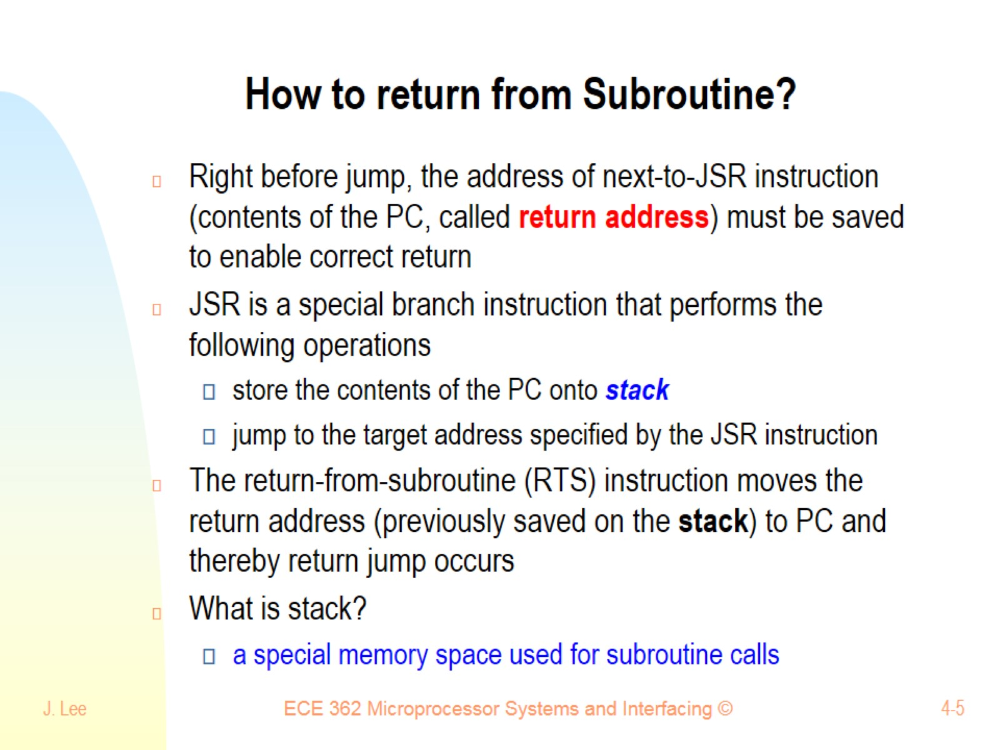 How to return from Subroutine?
Right before jump, the address of next-to-JSR instruction
(contents of the PC, called return address) must be saved
to enable correct return
JSR is a special branch instruction that performs the
following operations
store the contents of the PC onto stack
jump to the target address specified by the JSR instruction
The return-from-subroutine (RTS) instruction moves the
return address (previously saved on the stack) to PC and
thereby return jump occurs
What is stack?
a special memory space used for subroutine calls
J. Lee
ECE 362 Microprocessor Systems and Interfacing ©
4-5